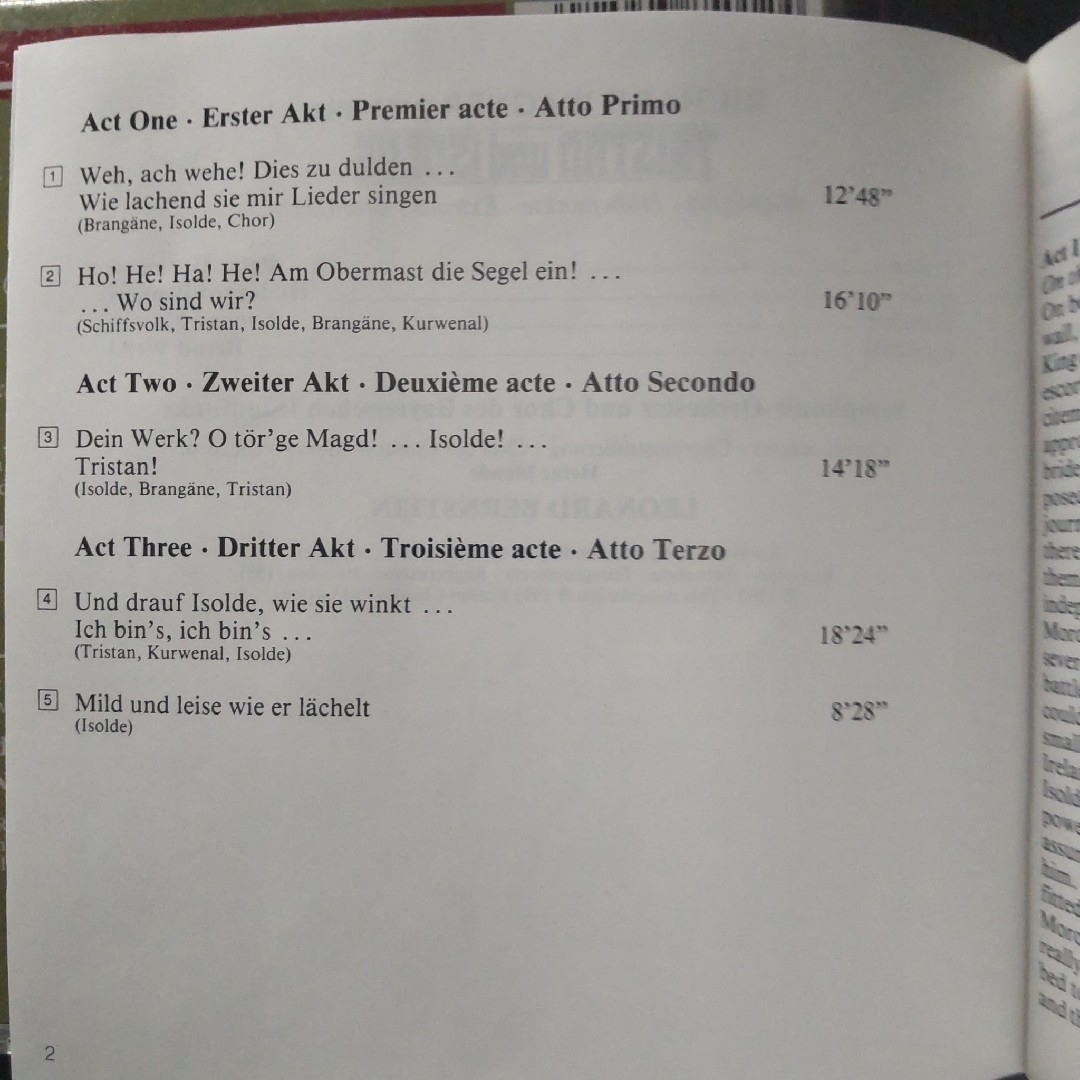 Act One · Erster Akt · Premier acte · Atto Primo
1 Weh, ach wehe! Dies zu dulden ...
Wie lachend sie mir Lieder singen 12’48”
(Brangäne, Isolde, Chor)
2 Ho! He! Ha! He! Am Obermast die Segel ein! ...
... Wo sind wir? 16’10”
(Schiffsvolk, Tristan, Isolde, Brangäne, Kurwenal)
Act Two · Zweiter Akt · Deuxième acte · Atto Secondo
3 Dein Werk? O tör’ge Magd! ... Isolde! ...
Tristan! 14’18”
(Isolde, Brangäne, Tristan)
Act Three · Dritter Akt · Troisième acte · Atto Terzo
4 Und drauf Isolde, wie sie winkt ...
Ich bin’s, ich bin’s ... 18’24”
(Tristan, Kurwenal, Isolde)
5 Mild und leise wie er lächelt 8’28”
(Isolde)
2